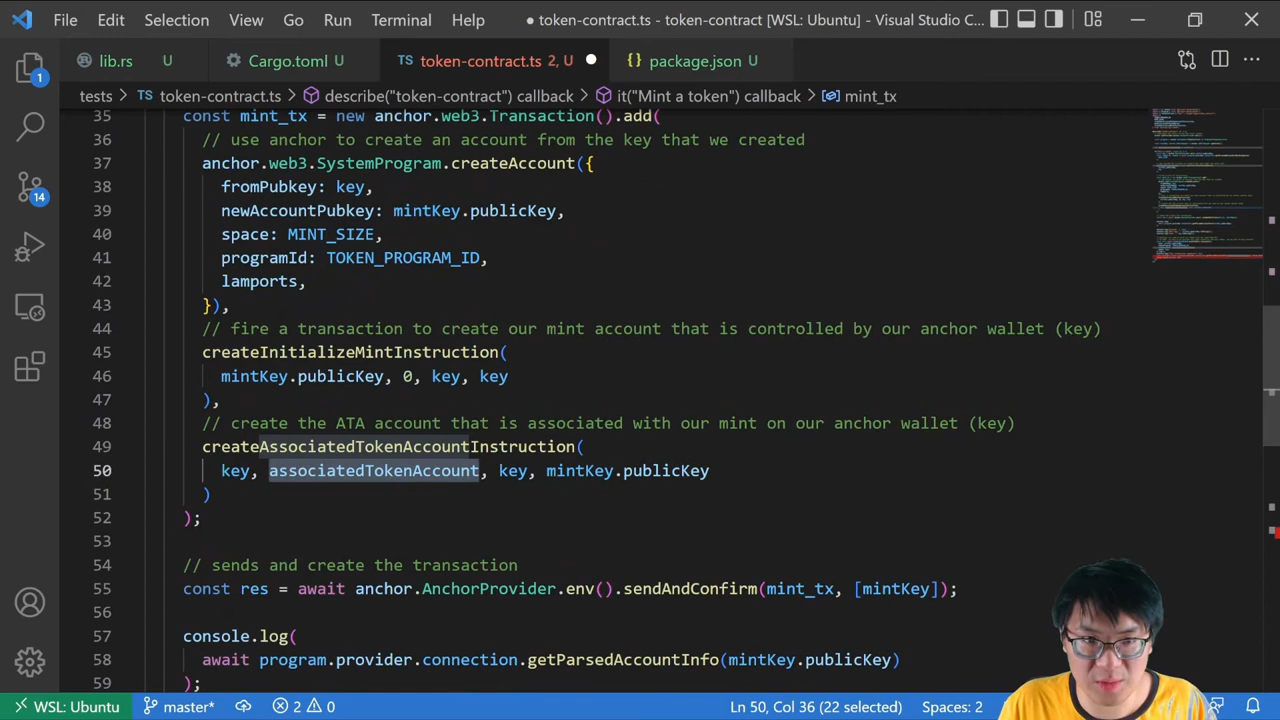 File Edit Selection View Go Run Terminal Help ● token-contract.ts - token-contract [WSL: Ubuntu] - Visual Studio C...
lib.rs U Cargo.toml U TS token-contract.ts 2, U ● {} package.json U
tests > TS token-contract.ts > describe("token-contract") callback > it("Mint a token") callback > mint_tx
35 const mint_tx = new anchor.web3.Transaction().add(
36 // use anchor to create an account from the key that we created
37 anchor.web3.SystemProgram.createAccount({
38 fromPubkey: key,
39 newAccountPubkey: mintKey.publicKey,
40 space: MINT_SIZE,
41 programId: TOKEN_PROGRAM_ID,
42 lamports,
43 }),
44 // fire a transaction to create our mint account that is controlled by our anchor wallet (key)
45 createInitializeMintInstruction(
46 mintKey.publicKey, 0, key, key
47 ),
48 // create the ATA account that is associated with our mint on our anchor wallet (key)
49 createAssociatedTokenAccountInstruction(
50 key, associatedTokenAccount, key, mintKey.publicKey
51 )
52 );
53
54 // sends and create the transaction
55 const res = await anchor.AnchorProvider.env().sendAndConfirm(mint_tx, [mintKey]);
56
57 console.log(
58 await program.provider.connection.getParsedAccountInfo(mintKey.publicKey)
59 );
1
14
WSL: Ubuntu master* 2 0 Ln 50, Col 36 (22 selected) Spaces: 2